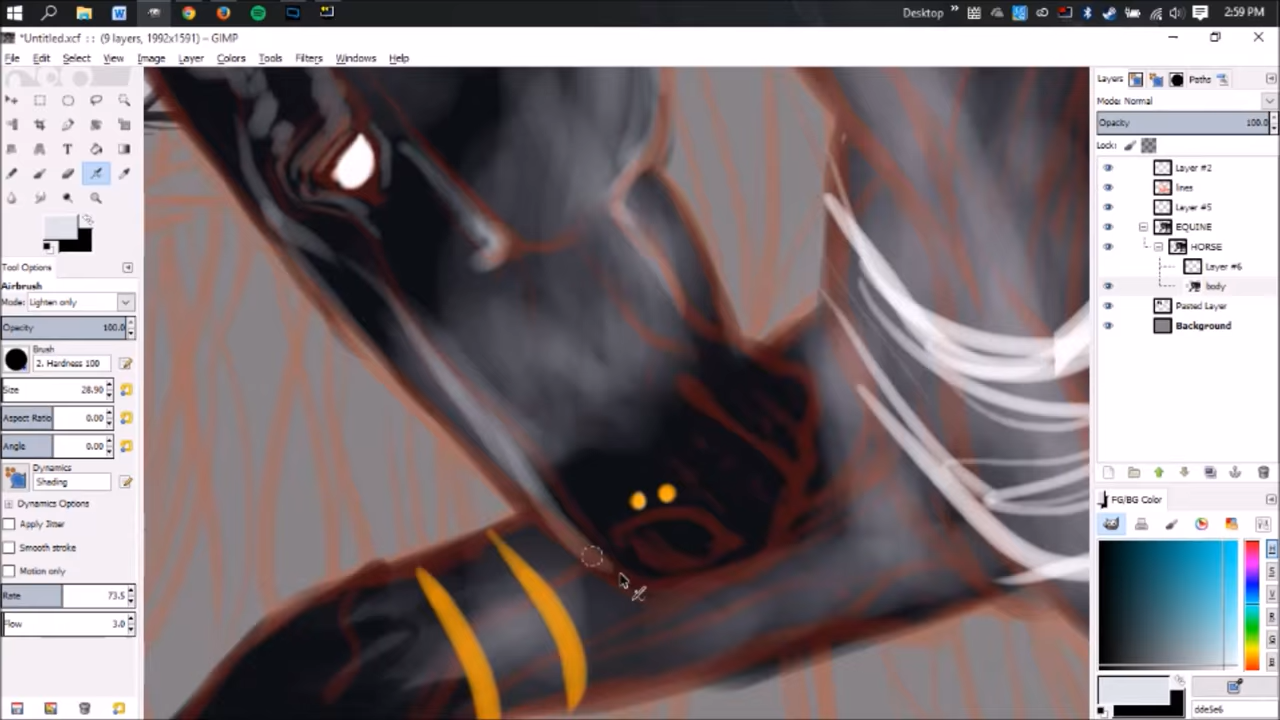 Desktop
2:59 PM
*Untitled.xcf :: (9 layers, 1992x1591) – GIMP
File Edit Select View Image Layer Colors Tools Filters Windows Help
Layers Paths
Mode: Normal
Opacity 100.0
Lock:
Layer #2
lines
Layer #5
EQUINE
HORSE
Layer #6
body
Pasted Layer
Background
Tool Options
Airbrush
Mode: Lighten only
Opacity 100.0
Brush
2. Hardness 100
Size 28.90
Aspect Ratio 0.00
Angle 0.00
Dynamics
Shading
Dynamics Options
Apply Jitter
Smooth stroke
Motion only
Rate 73.5
Flow 3.0
FG/BG Color
H
S
V
R
G
B
dde5e6